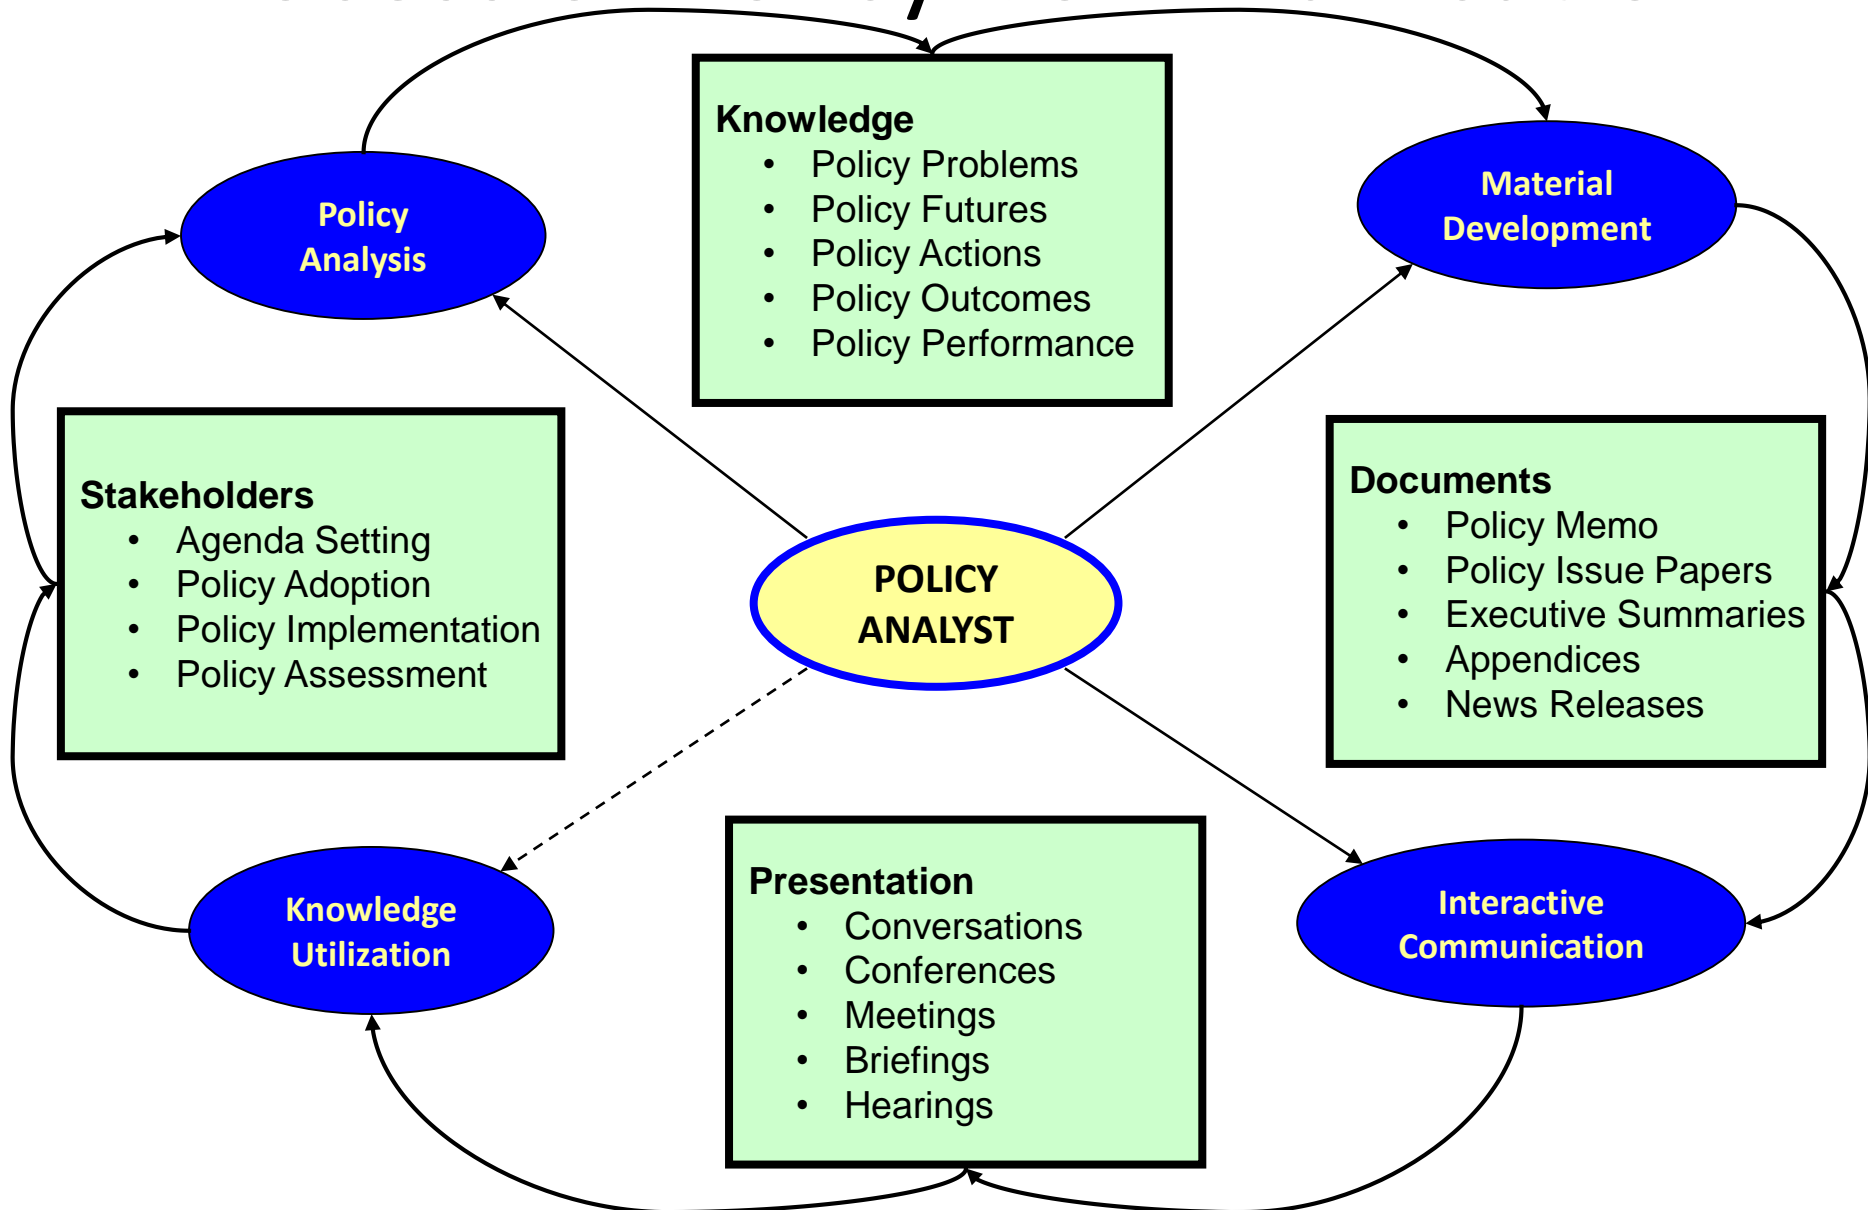 Knowledge
• Policy Problems
• Policy Futures
• Policy Actions
• Policy Outcomes
• Policy Performance
Policy
Analysis
Material
Development
Stakeholders
• Agenda Setting
• Policy Adoption
• Policy Implementation
• Policy Assessment
POLICY
ANALYST
Documents
• Policy Memo
• Policy Issue Papers
• Executive Summaries
• Appendices
• News Releases
Knowledge
Utilization
Presentation
• Conversations
• Conferences
• Meetings
• Briefings
• Hearings
Interactive
Communication